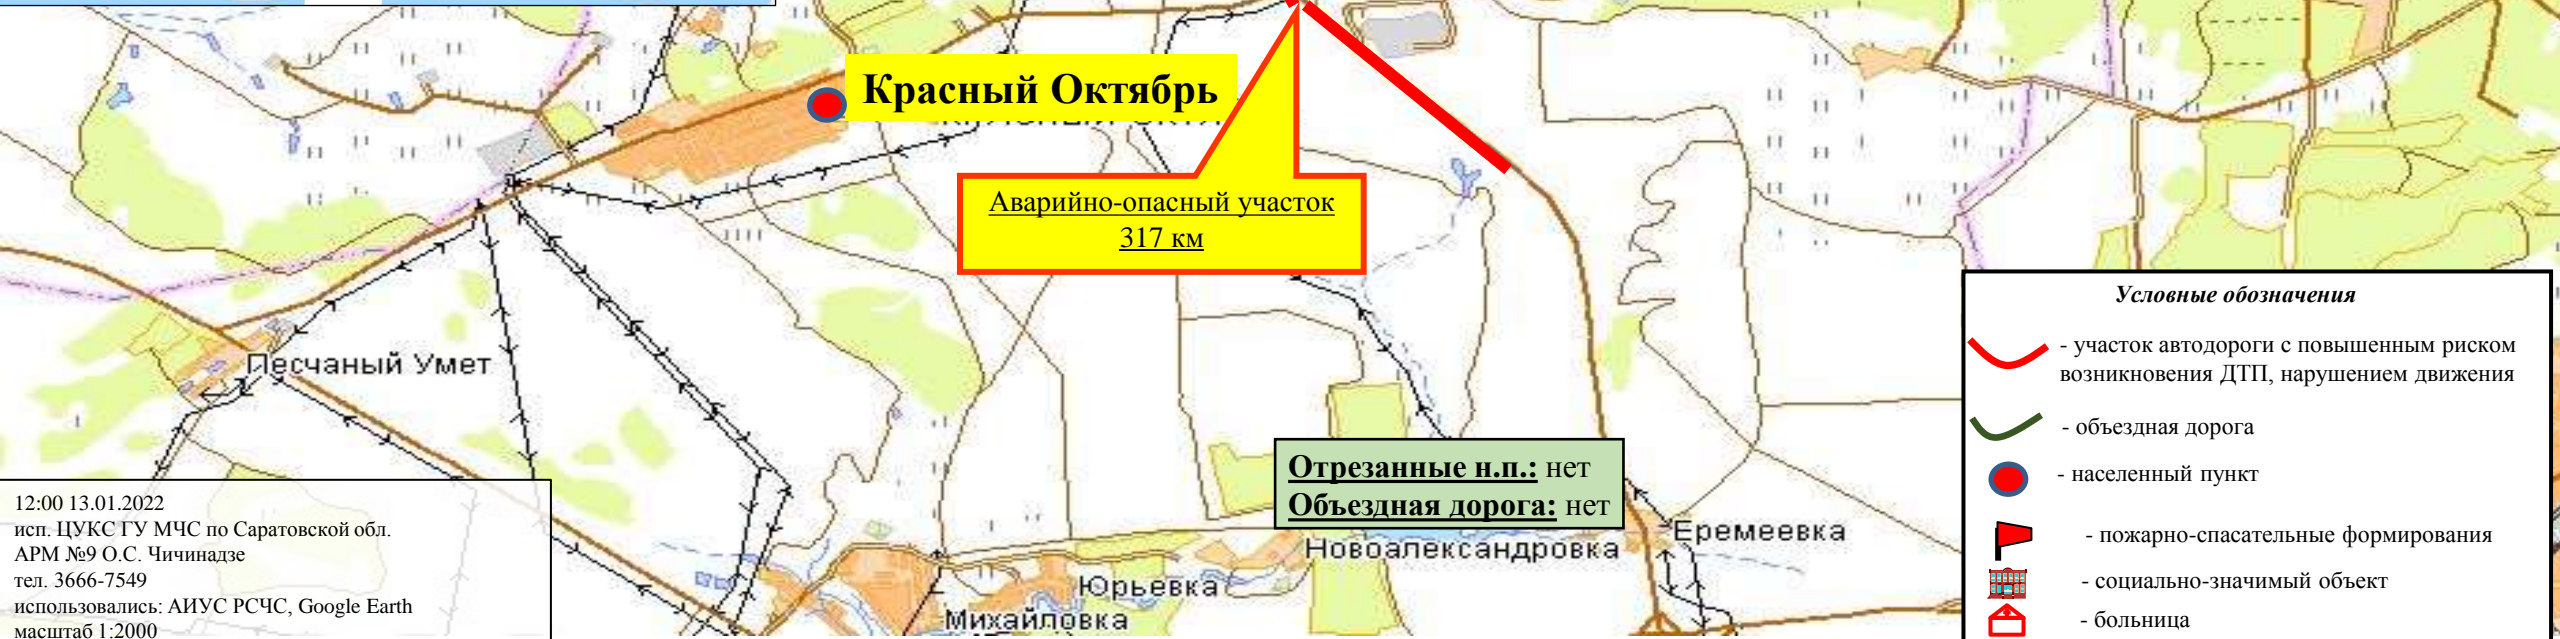 Красный Октябрь
Аварийно-опасный участок
317 км
Песчаный Умет
Отрезанные н.п.: нет
Объездная дорога: нет
Новоалександровка
Еремеевка
Юрьевка
Михайловка
12:00 13.01.2022
исп. ЦУКС ГУ МЧС по Саратовской обл.
АРМ №9 О.С. Чичинадзе
тел. 3666-7549
использовались: АИУС РСЧС, Google Earth
масштаб 1:2000
Условные обозначения
- участок автодороги с повышенным риском
возникновения ДТП, нарушением движения
- объездная дорога
- населенный пункт
- пожарно-спасательные формирования
- социально-значимый объект
- больница